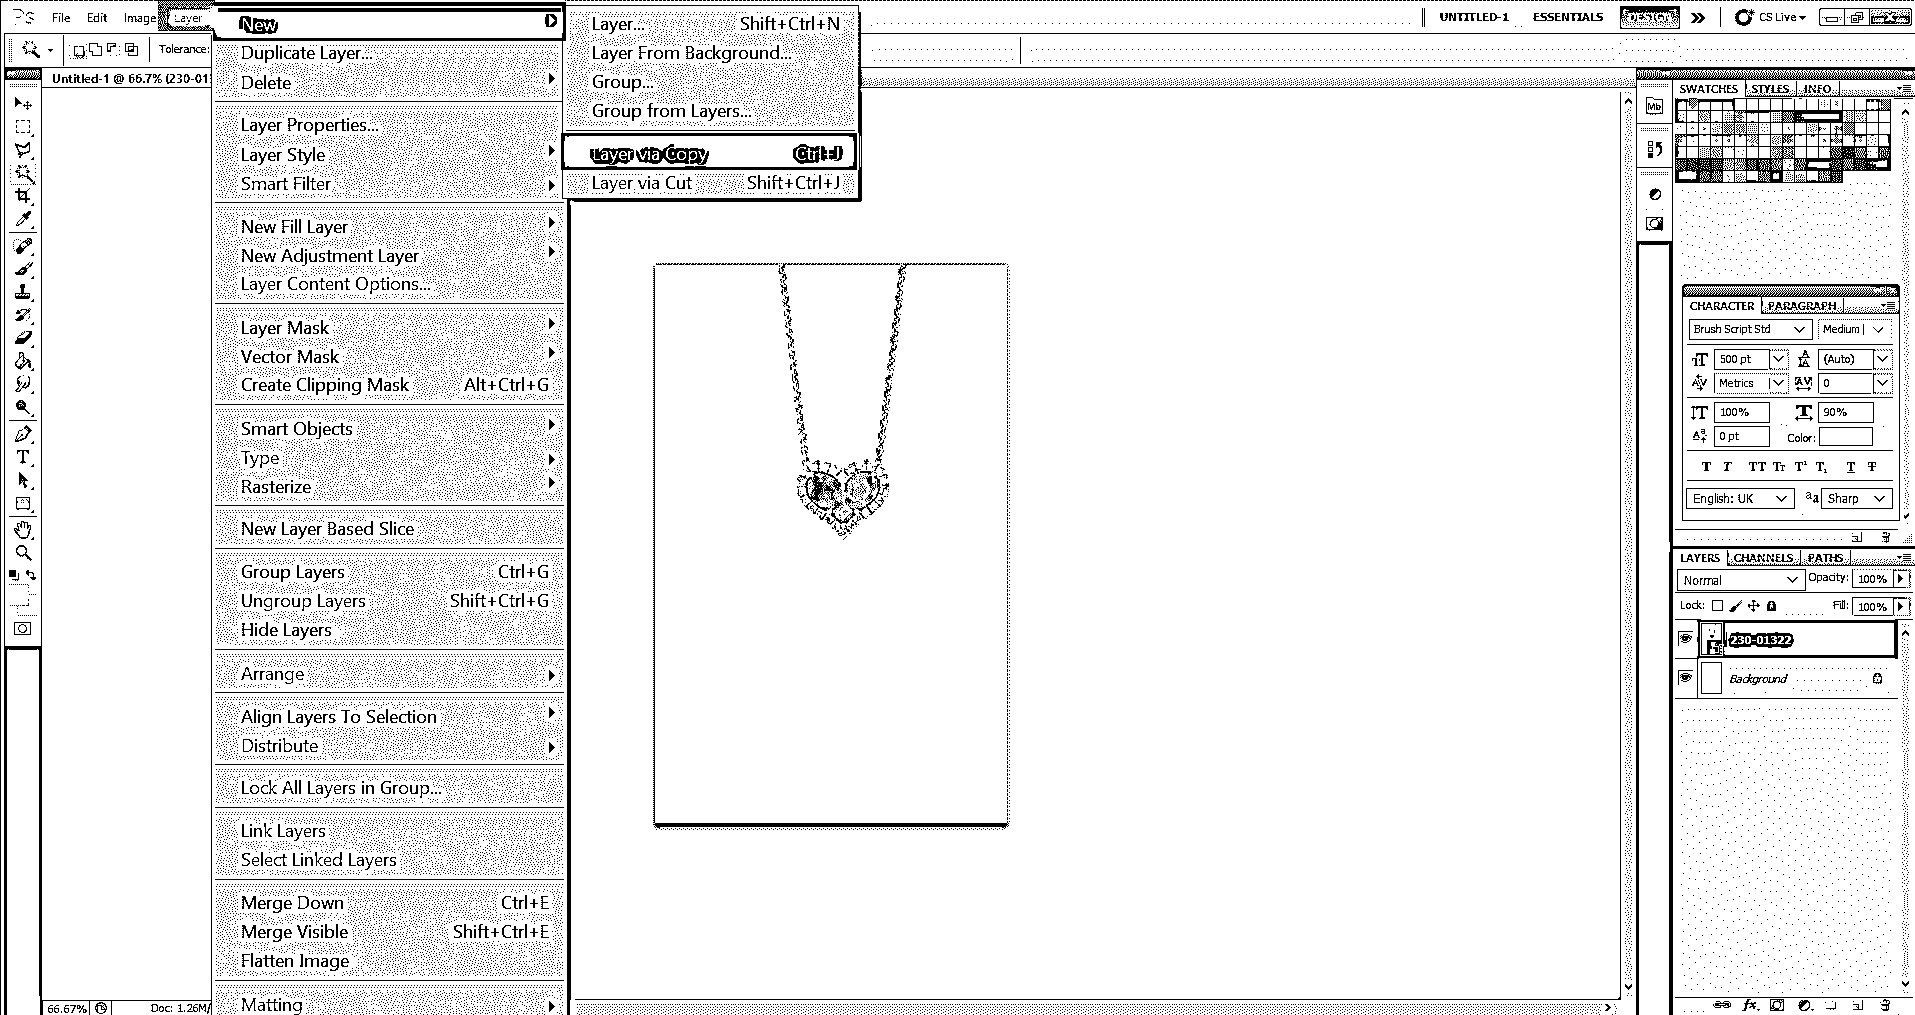 Ps File Edit Image Layer
UNTITLED-1 ESSENTIALS DESIGN CS Live
Tolerance:
Untitled-1 @ 66.7% (230-01
New
Duplicate Layer...
Delete
Layer Properties...
Layer Style
Smart Filter
New Fill Layer
New Adjustment Layer
Layer Content Options...
Layer Mask
Vector Mask
Create Clipping Mask Alt+Ctrl+G
Smart Objects
Type
Rasterize
New Layer Based Slice
Group Layers Ctrl+G
Ungroup Layers Shift+Ctrl+G
Hide Layers
Arrange
Align Layers To Selection
Distribute
Lock All Layers in Group...
Link Layers
Select Linked Layers
Merge Down Ctrl+E
Merge Visible Shift+Ctrl+E
Flatten Image
Matting
Layer... Shift+Ctrl+N
Layer From Background...
Group...
Group from Layers...
Layer via Copy Ctrl+J
Layer via Cut Shift+Ctrl+J
Mb
SWATCHES STYLES INFO
CHARACTER PARAGRAPH
Brush Script Std Medium
500 pt (Auto)
Metrics 0
100% 90%
0 pt Color:
English: UK aa Sharp
LAYERS CHANNELS PATHS
Normal Opacity: 100%
Lock: Fill: 100%
230-01322
Background
66.67% Doc: 1.26M/